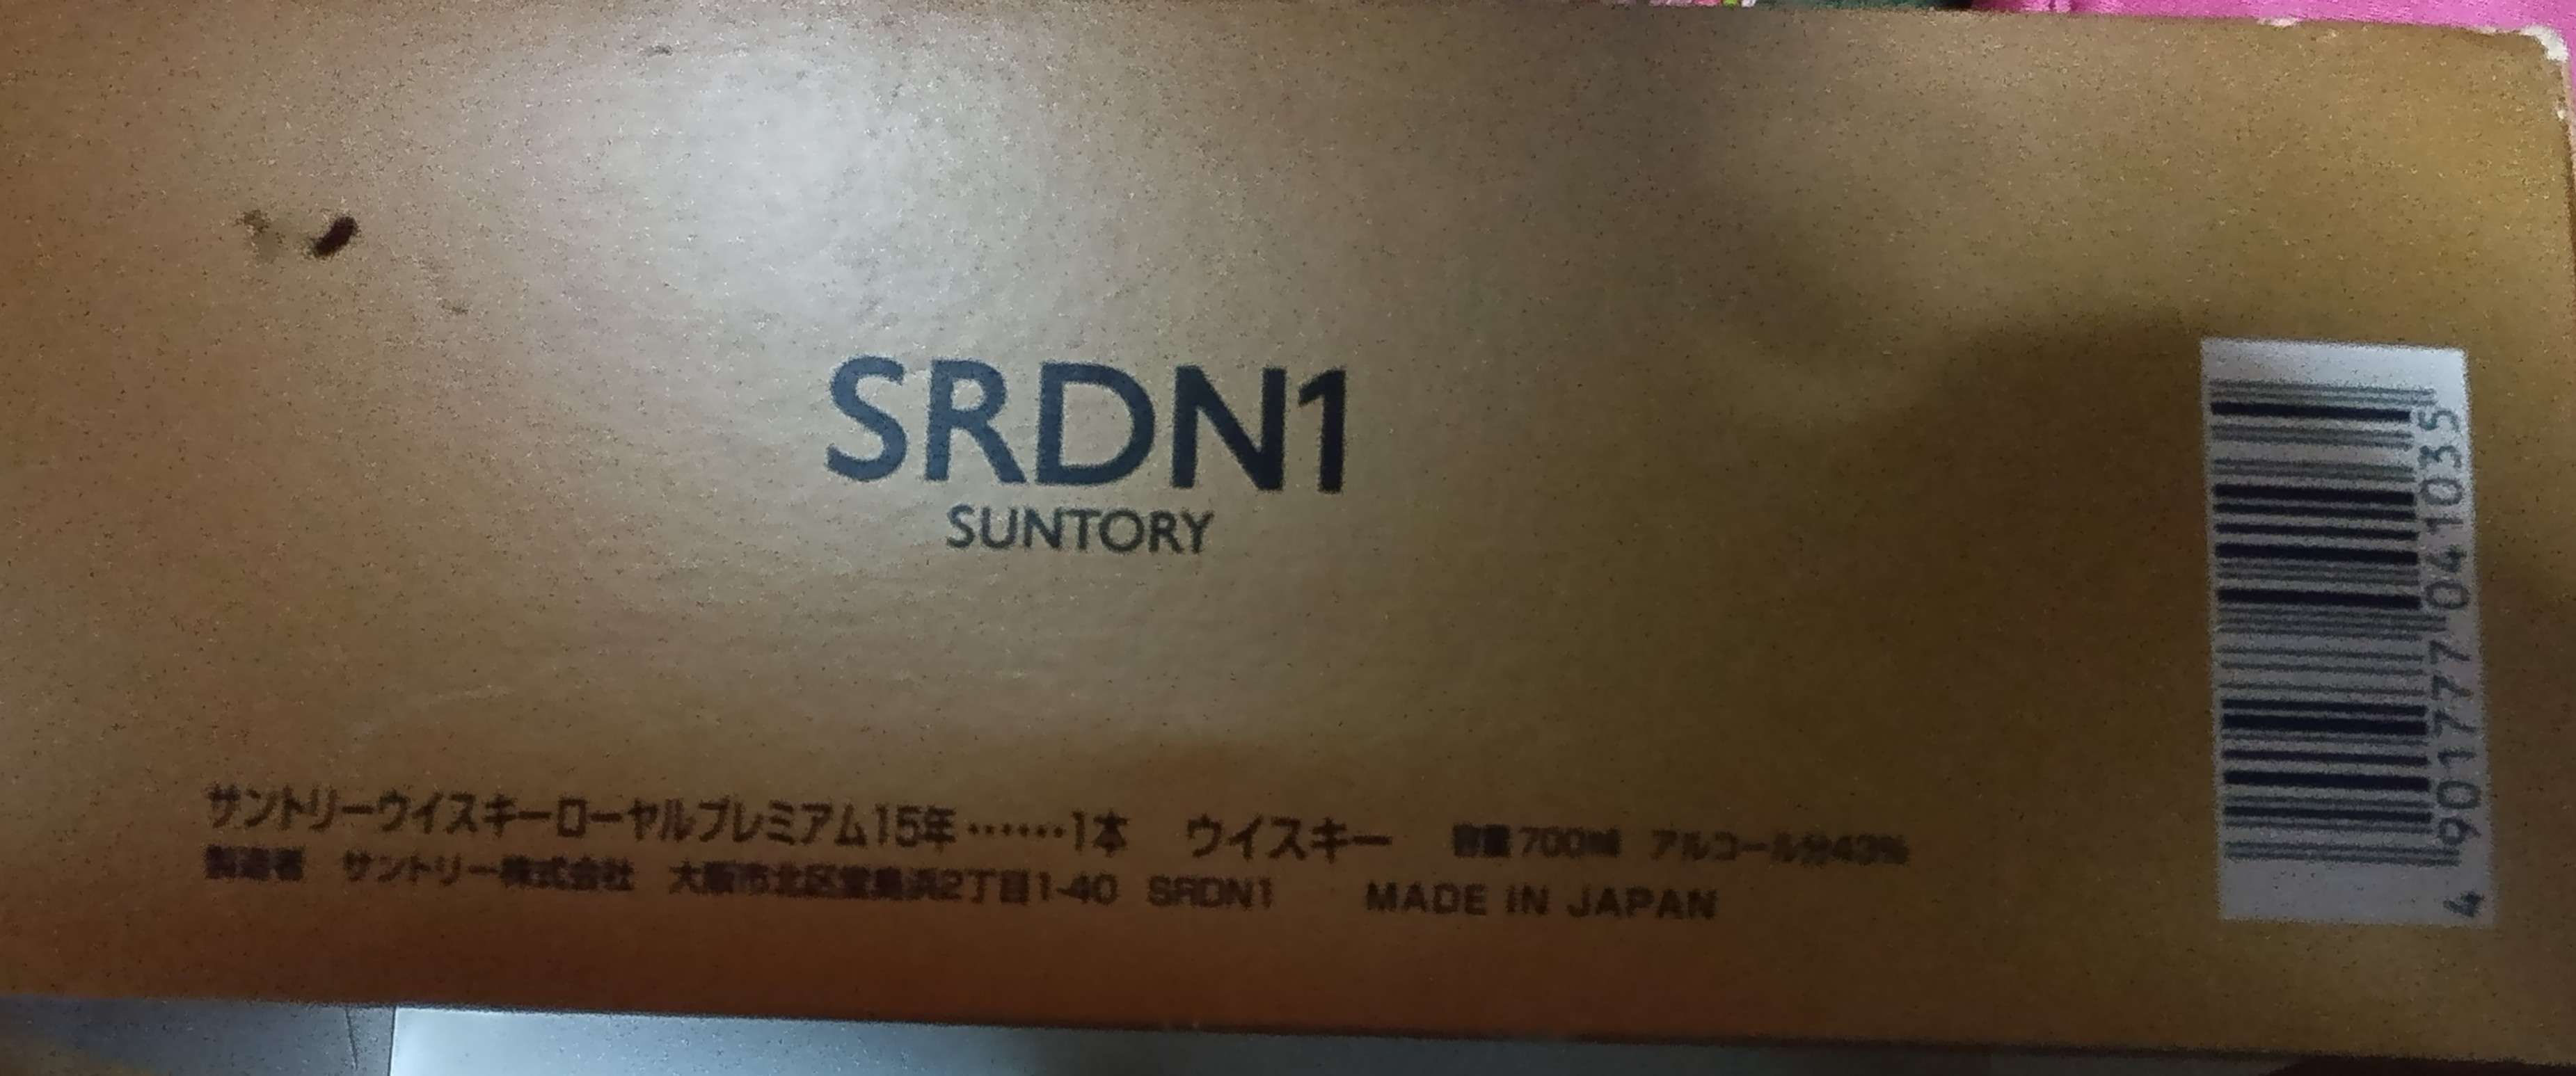 SRDN1
SUNTORY
サントリーウイスキーローヤルプレミアム15年‥‥‥1本 ウイスキー 容量700ml アルコール分43%
製造者 サントリー株式会社 大阪市北区堂島浜2丁目1-40 SRDN1 MADE IN JAPAN
4 901777 041035